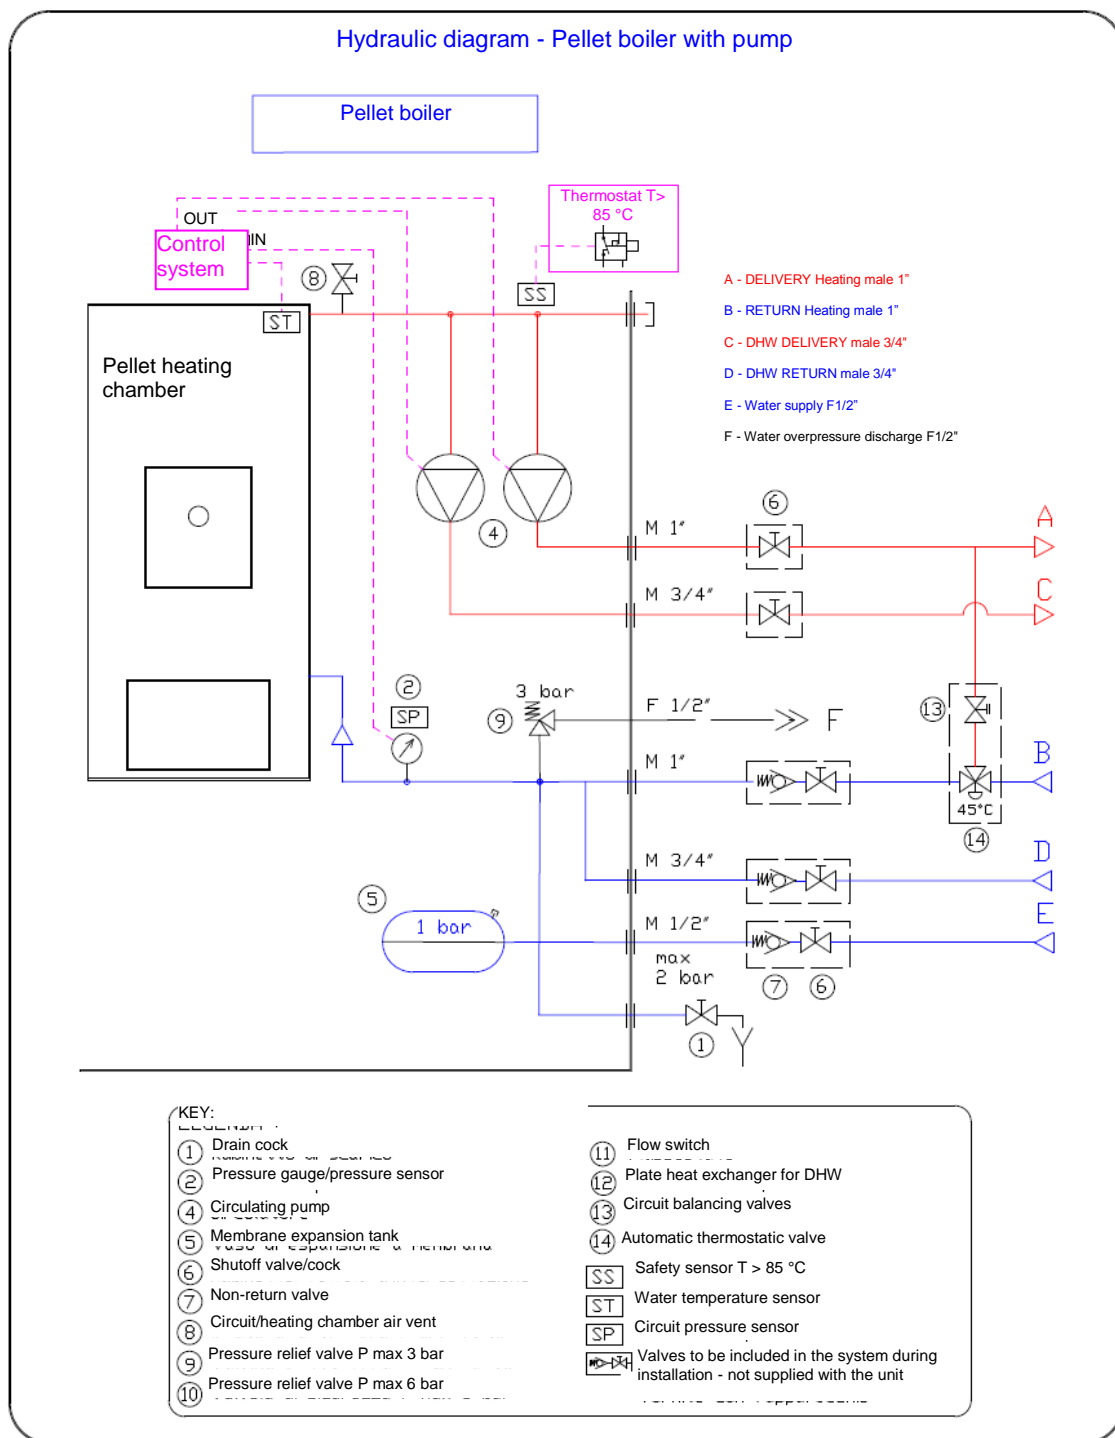 Hydraulic diagram - Pellet boiler with pump
Pellet boiler
Thermostat T>
85 °C
OUT
IN
Control
system
8
SS
ST
A - DELIVERY Heating male 1”
B - RETURN Heating male 1”
C - DHW DELIVERY male 3/4"
D - DHW RETURN male 3/4"
E - Water supply F1/2”
F - Water overpressure discharge F1/2"
Pellet heating
chamber
4
6
M 1"
A
M 3/4"
C
2
SP
3 bar
9
F 1/2"
F
13
M 1"
B
45°C
14
M 3/4"
D
5
1 bar
M 1/2"
E
max
2 bar
7
6
1
KEY:
1 Drain cock
2 Pressure gauge/pressure sensor
4 Circulating pump
5 Membrane expansion tank
6 Shutoff valve/cock
7 Non-return valve
8 Circuit/heating chamber air vent
9 Pressure relief valve P max 3 bar
10 Pressure relief valve P max 6 bar
11 Flow switch
12 Plate heat exchanger for DHW
13 Circuit balancing valves
14 Automatic thermostatic valve
SS Safety sensor T > 85 °C
ST Water temperature sensor
SP Circuit pressure sensor
Valves to be included in the system during
installation - not supplied with the unit